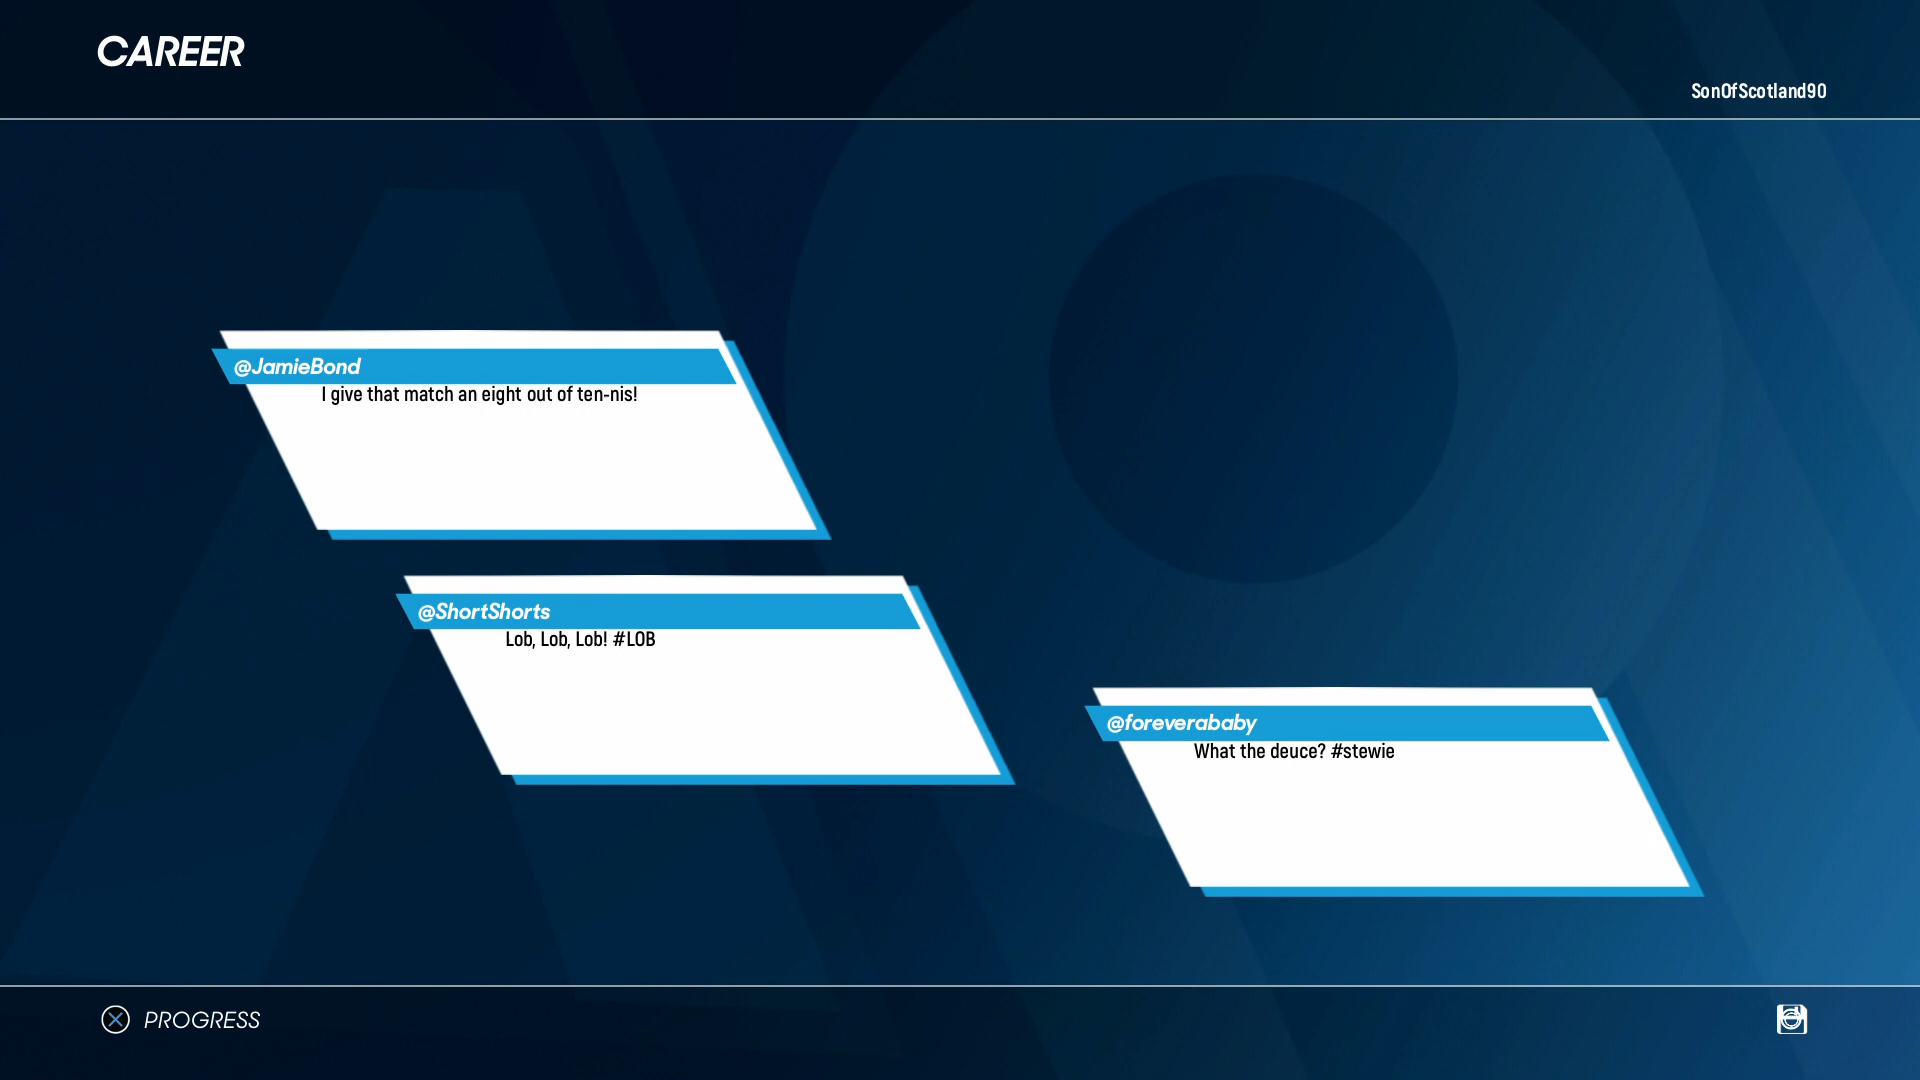 CAREER
SonOfScotland90
@JamieBond
I give that match an eight out of ten-nis!
@ShortShorts
Lob, Lob, Lob! #LOB
@foreverababy
What the deuce? #stewie
PROGRESS